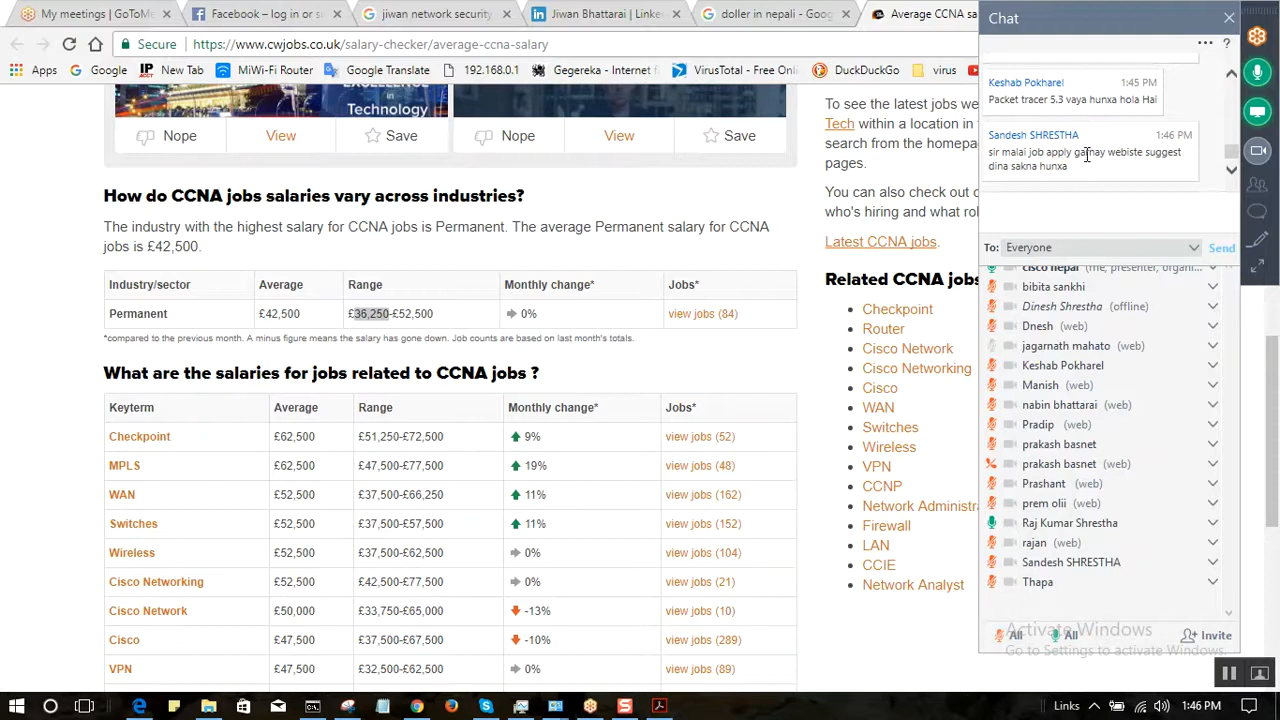 My meetings | GoToMe
Facebook – log in or s
jiwan network security
Jiwan Bhattarai | Linke
doller in nepali - Goog
Average CCNA sa
Secure
https://www.cwjobs.co.uk/salary-checker/average-ccna-salary
Apps
Google
IP
ACCT
New Tab
MiWi-Router
Google Translate
192.168.0.1
Gegereka - Internet f
VirusTotal - Free Onl
DuckDuckGo
virus
EXCELLENCE
in
Technology
Nope
View
Save
Nope
View
Save
How do CCNA jobs salaries vary across industries?
The industry with the highest salary for CCNA jobs is Permanent. The average Permanent salary for CCNA
jobs is £42,500.
Industry/sector Average Range Monthly change* Jobs*
Permanent £42,500 £36,250-£52,500 0% view jobs (84)
*compared to the previous month. A minus figure means the salary has gone down. Job counts are based on last month's totals.
What are the salaries for jobs related to CCNA jobs ?
Keyterm Average Range Monthly change* Jobs*
Checkpoint £62,500 £51,250-£72,500 9% view jobs (52)
MPLS £62,500 £47,500-£77,500 19% view jobs (48)
WAN £52,500 £37,500-£66,250 11% view jobs (162)
Switches £52,500 £37,500-£57,500 11% view jobs (152)
Wireless £52,500 £37,500-£62,500 0% view jobs (104)
Cisco Networking £52,500 £42,500-£77,500 0% view jobs (21)
Cisco Network £50,000 £33,750-£65,000 -13% view jobs (10)
Cisco £47,500 £37,500-£67,500 -10% view jobs (289)
VPN £47,500 £32,500-£62,500 0% view jobs (89)
To see the latest jobs we
Tech within a location in
search from the homepa
pages.
You can also check out
who's hiring and what rol
Latest CCNA jobs.
Related CCNA jobs
Checkpoint
Router
Cisco Network
Cisco Networking
Cisco
WAN
Switches
Wireless
VPN
CCNP
Network Administra
Firewall
LAN
CCIE
Network Analyst
Chat
Keshab Pokharel 1:45 PM
Packet tracer 5.3 vaya hunxa hola Hai
Sandesh SHRESTHA 1:46 PM
sir malai job apply garnay webiste suggest
dina sakna hunxa
To: Everyone
Send
cisco nepal (me, presenter, organi...
bibita sankhi
Dinesh Shrestha (offline)
Dnesh (web)
jagarnath mahato (web)
Keshab Pokharel
Manish (web)
nabin bhattarai (web)
Pradip (web)
prakash basnet
prakash basnet (web)
Prashant (web)
prem olii (web)
Raj Kumar Shrestha
rajan (web)
Sandesh SHRESTHA
Thapa
All
All
Invite
Activate Windows
Go to Settings to activate Windows.
Links
1:46 PM